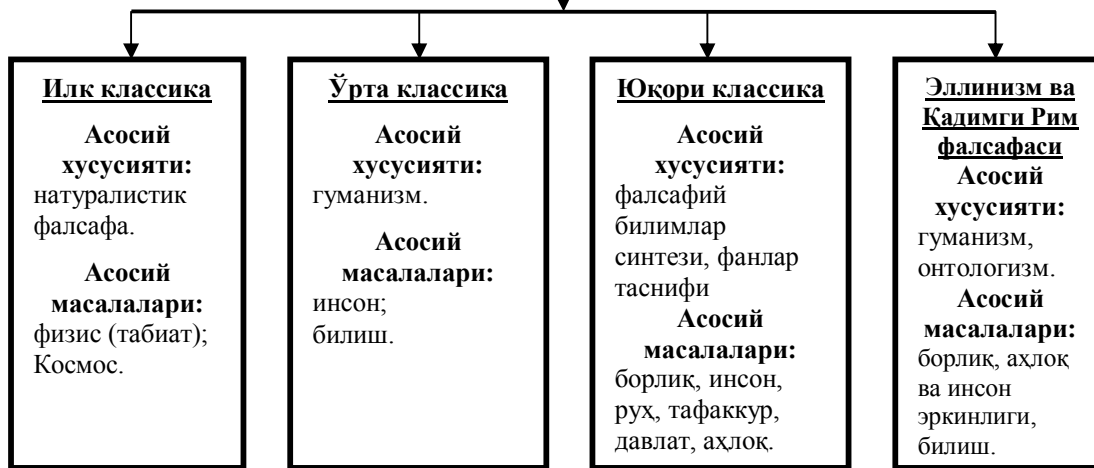 Илк классика
Асосий
хусусияти:
натуралистик
фалсафа.
Асосий
масалалари:
физис (табиат);
Космос.
Ўрта классика
Асосий
хусусияти:
гуманизм.
Асосий
масалалари:
инсон;
билиш.
Юқори классика
Асосий
хусусияти:
фалсафий
билимлар
синтези, фанлар
таснифи
Асосий
масалалари:
борлиқ, инсон,
руҳ, тафаккур,
давлат, аҳлоқ.
Эллинизм ва
Қадимги Рим
фалсафаси
Асосий
хусусияти:
гуманизм,
онтологизм.
Асосий
масалалари:
борлиқ, аҳлоқ
ва инсон
эркинлиги,
билиш.